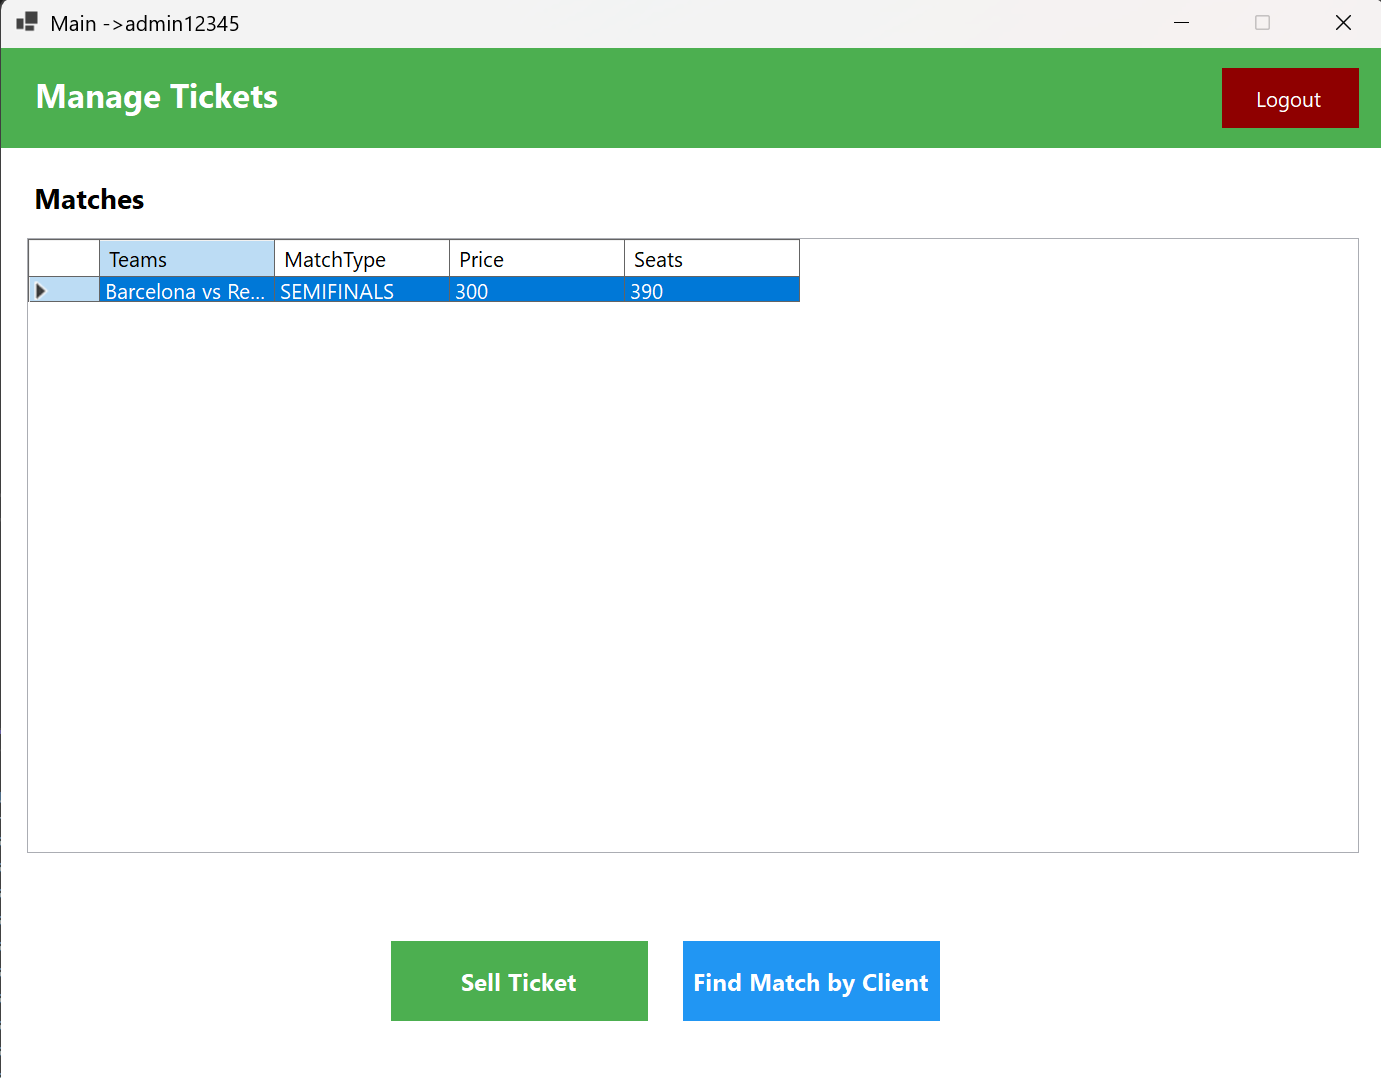 Main ->admin12345
Manage Tickets
Logout
Matches
Teams MatchType Price Seats
Barcelona vs Re... SEMIFINALS 300 390
Sell Ticket
Find Match by Client